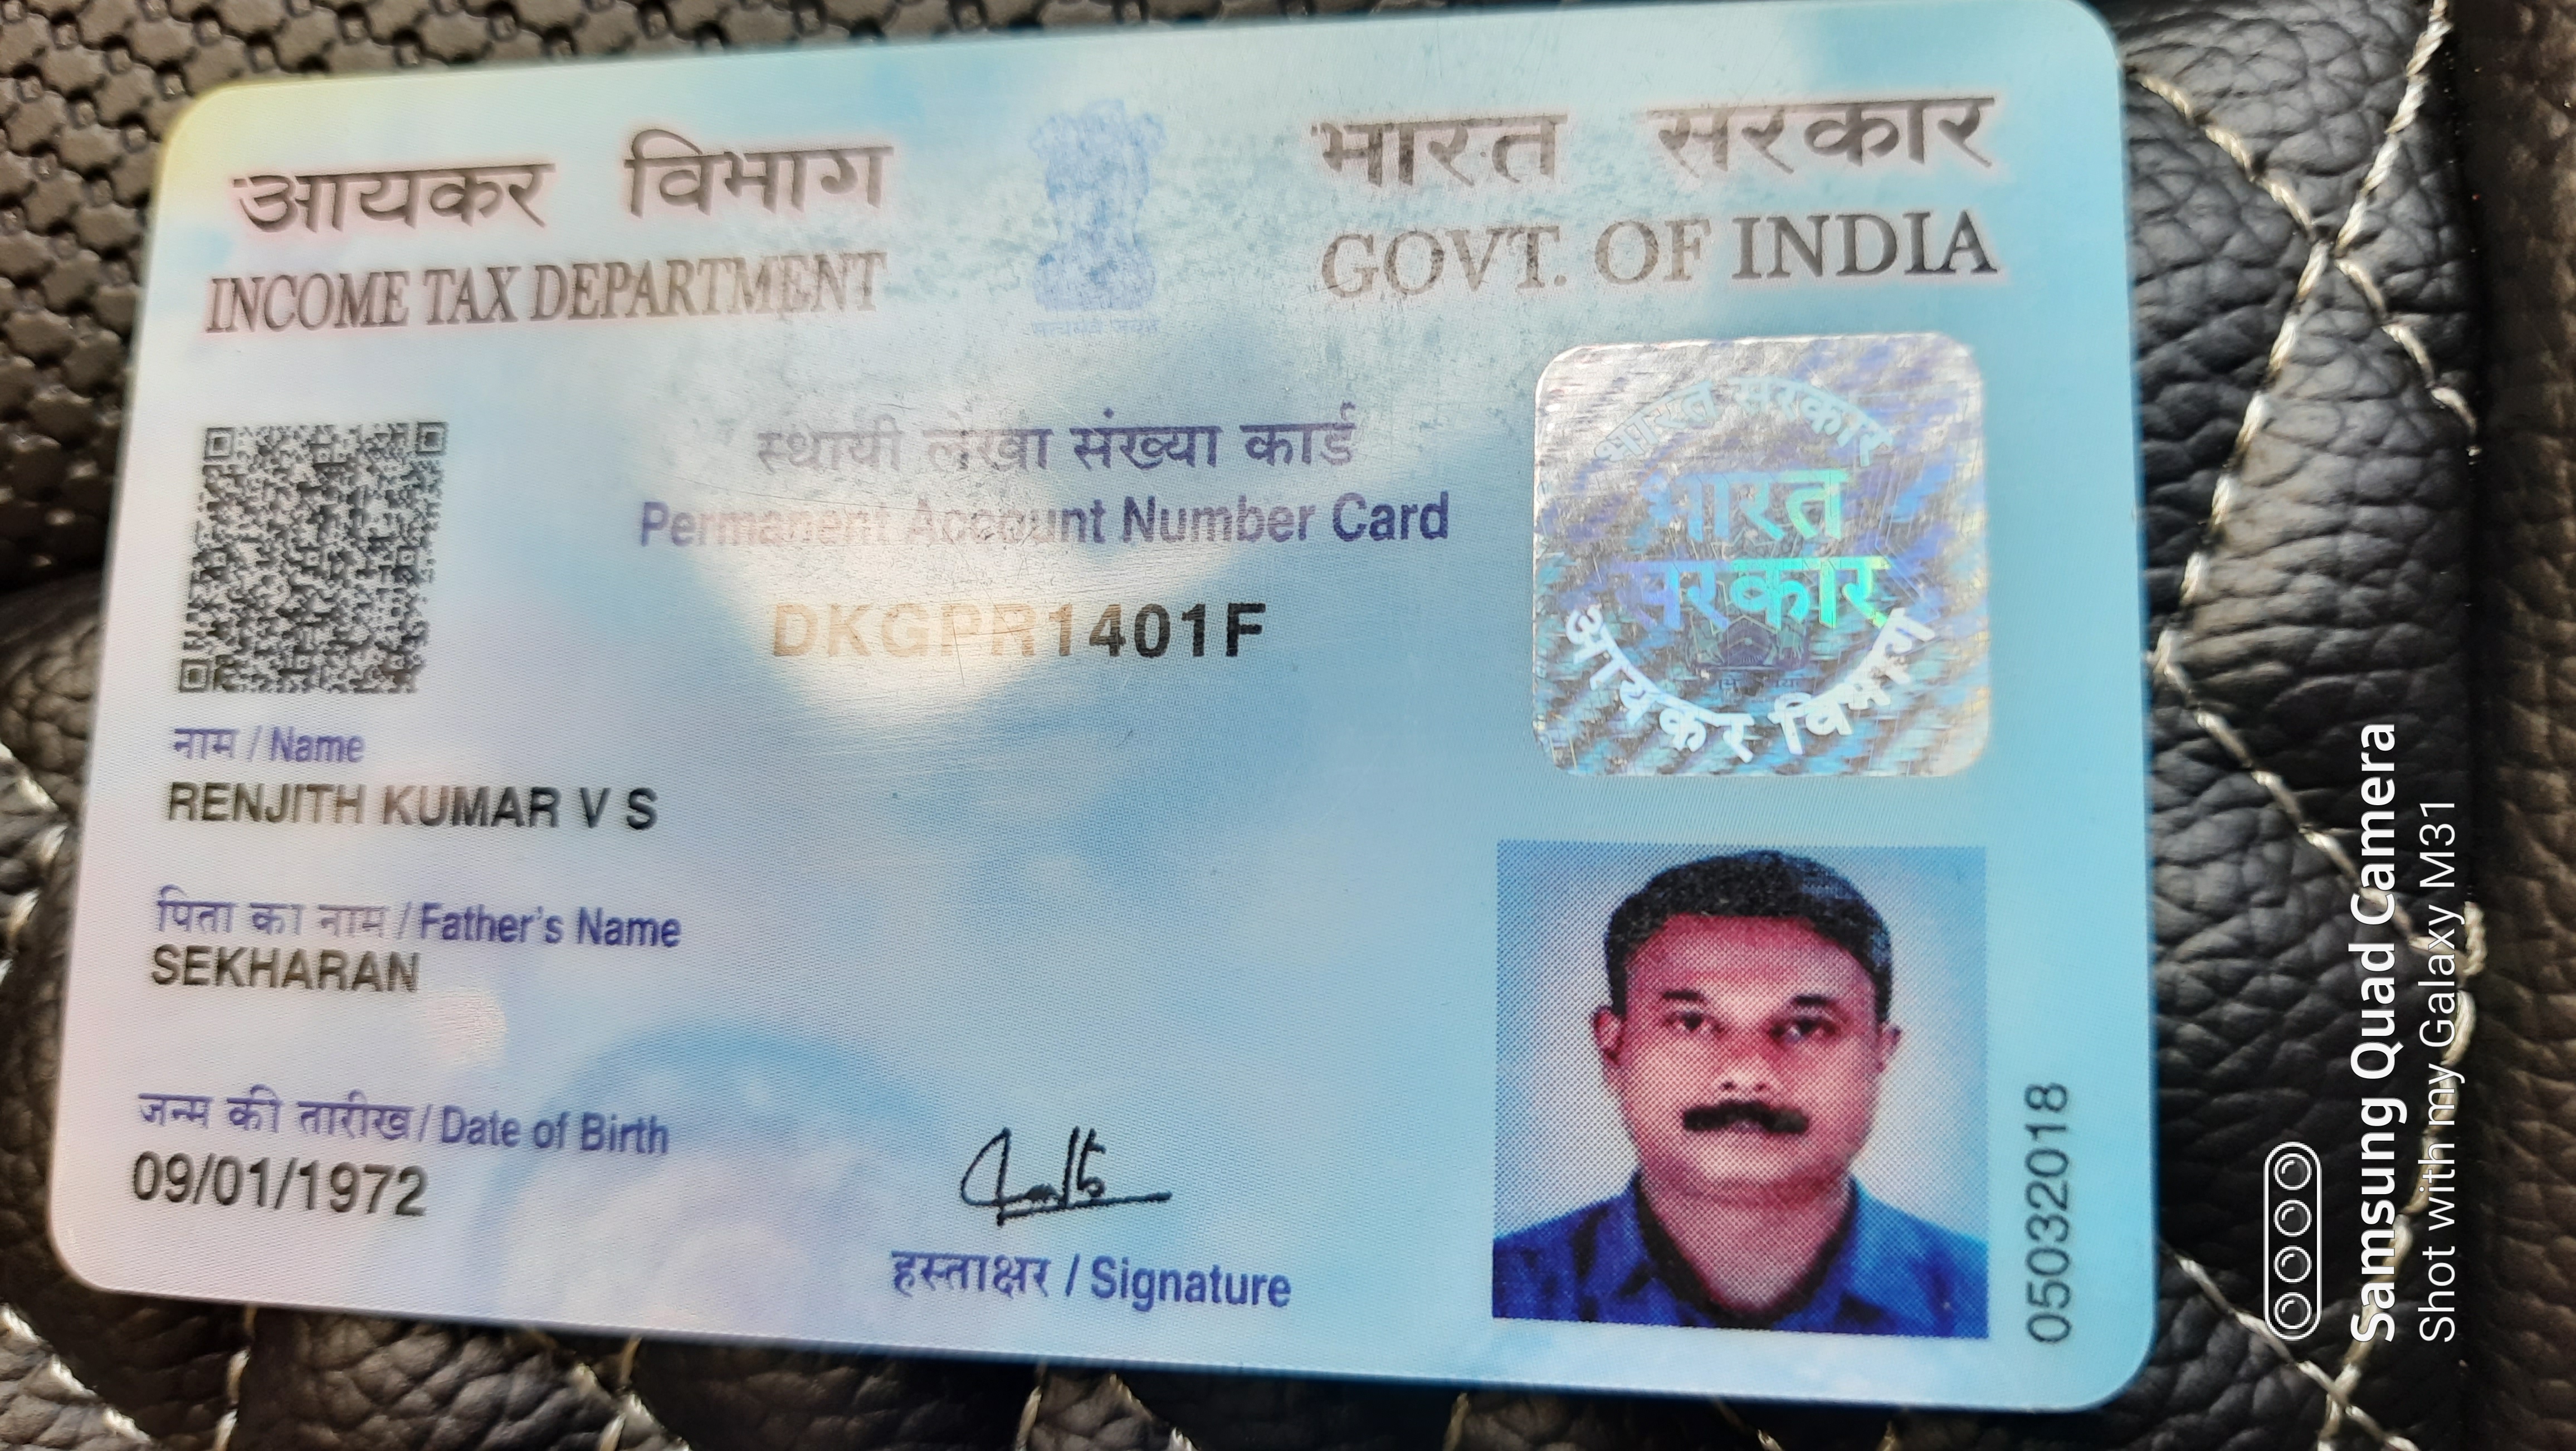 आयकर विभाग
INCOME TAX DEPARTMENT
भारत सरकार
GOVT. OF INDIA
स्थायी लेखा संख्या कार्ड
Permanent Account Number Card
DKGPR1401F
नाम / Name
RENJITH KUMAR V S
पिता का नाम / Father's Name
SEKHARAN
जन्म की तारीख / Date of Birth
09/01/1972
हस्ताक्षर / Signature
भारत सरकार
भारत
सरकार
आयकर विभाग
05032018
Samsung Quad Camera
Shot with my Galaxy M31